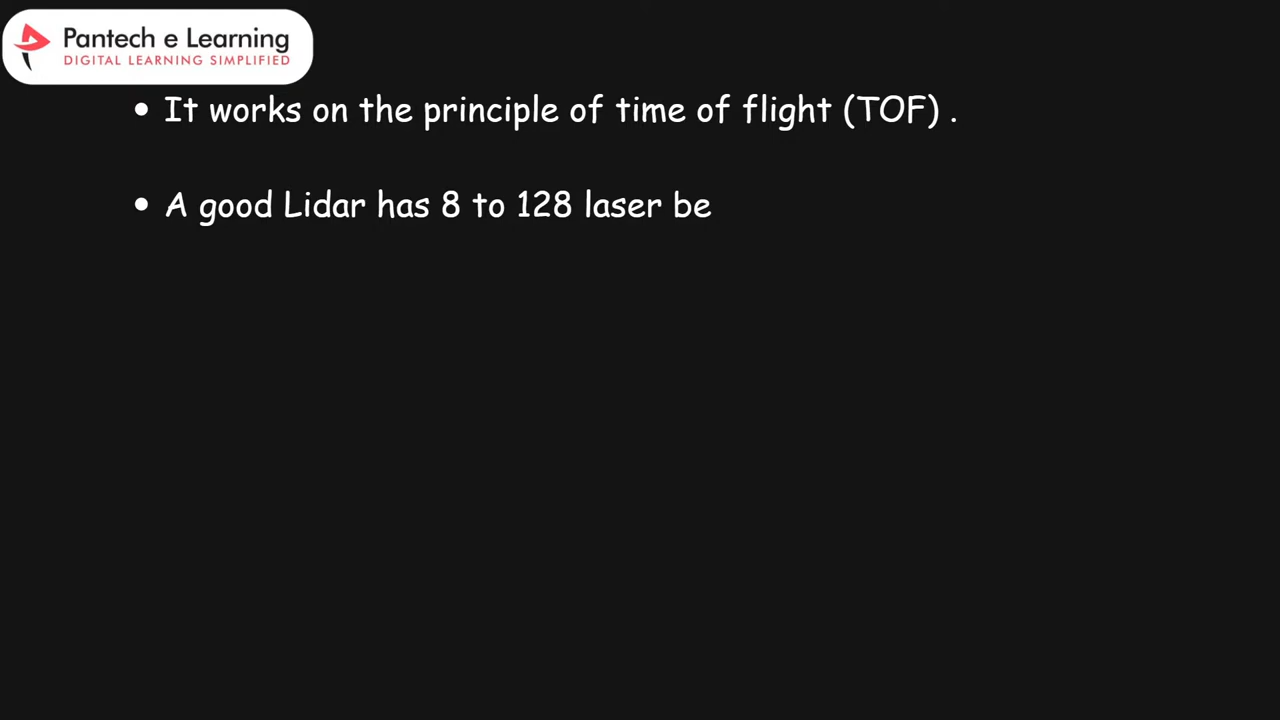 Pantech e Learning
DIGITAL LEARNING SIMPLIFIED
• It works on the principle of time of flight (TOF) .
• A good Lidar has 8 to 128 laser be